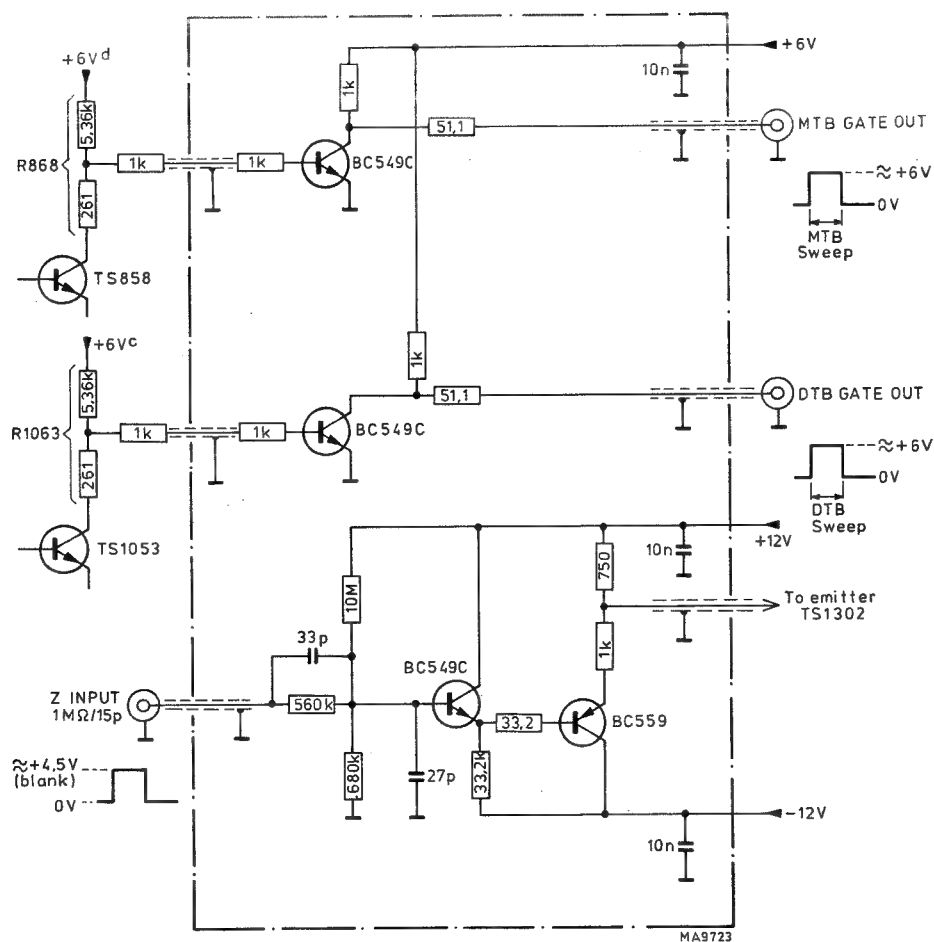 +6Vd
5,36k
R868
261
1k
1k
TS858
1k
BC549C
51,1
10n
+6V
MTB GATE OUT
≈+6V
0V
MTB
Sweep
+6Vc
5,36k
R1063
261
1k
1k
TS1053
1k
BC549C
51,1
DTB GATE OUT
≈+6V
0V
DTB
Sweep
+12V
10n
750
10M
To emitter
TS1302
1k
33p
BC549C
Z INPUT
1MΩ/15p
560k
33,2
BC559
≈+4,5V
(blank)
0V
680k
27p
33,2k
-12V
10n
MA9723